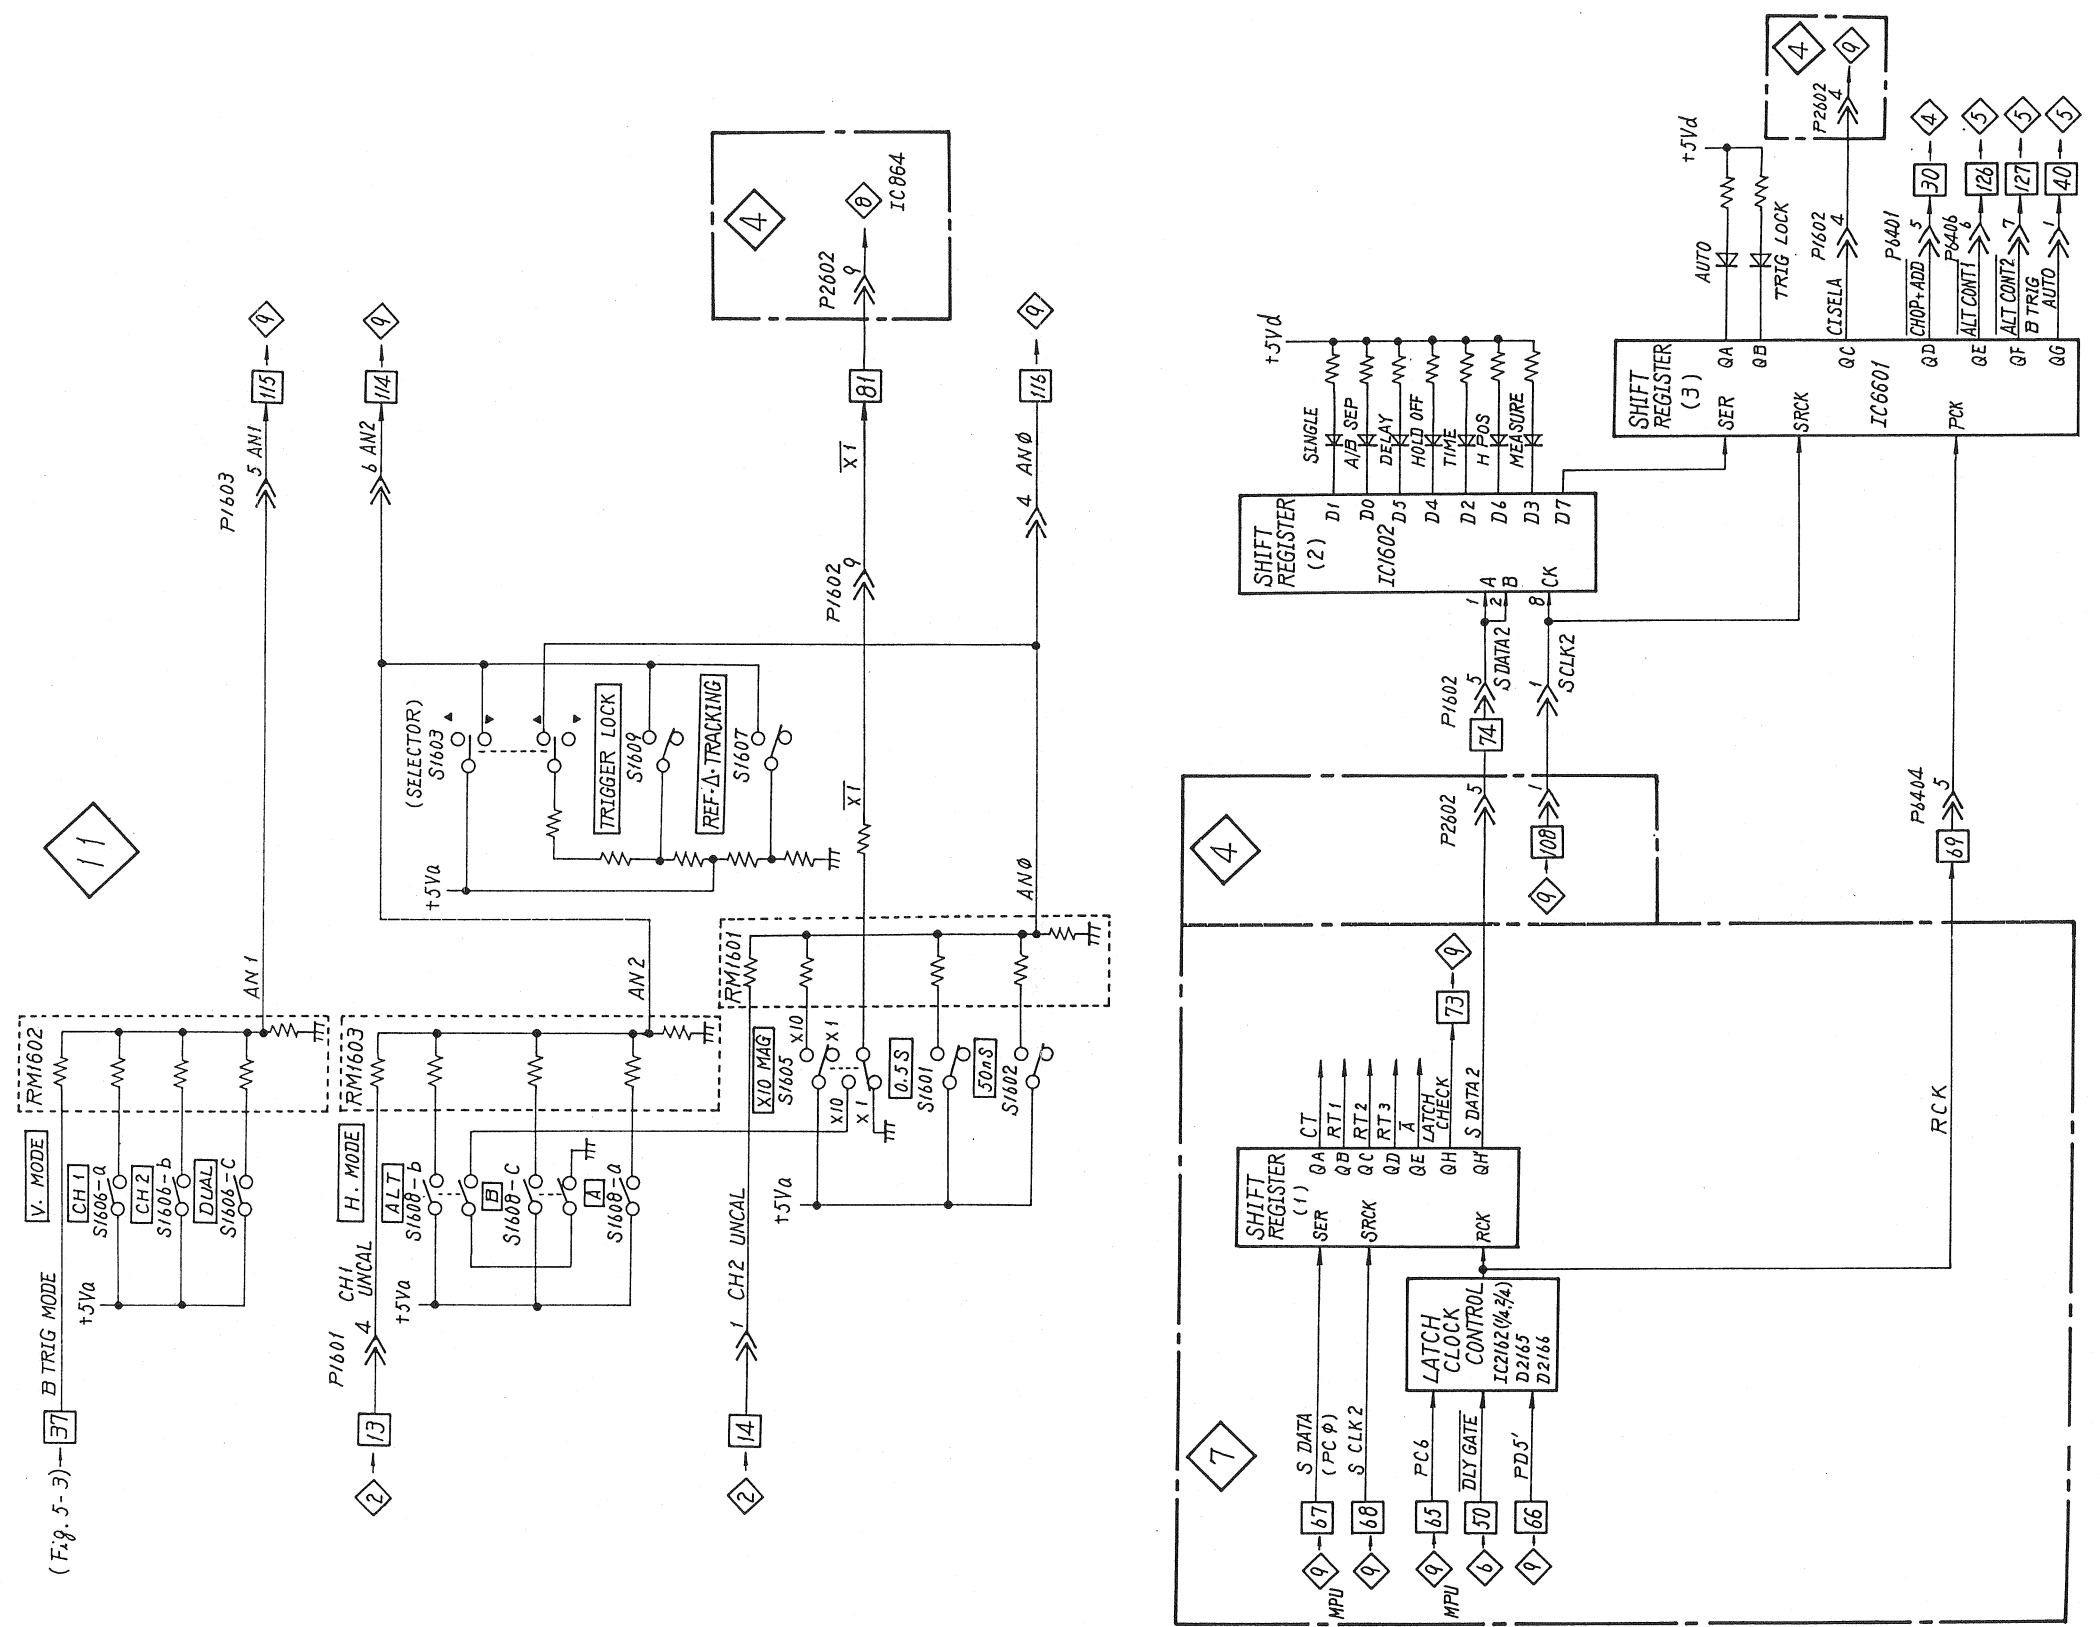 11
(Fig. 5-3)
37
B TRIG MODE
V. MODE
RM1602
AN1
P1603
5 AN1
115
9
+5Va
CH1
S1606-a
CH2
S1606-b
DUAL
S1606-C
2
13
P1601
4
CH1
UNCAL
H. MODE
RM1603
AN2
6 AN2
114
9
+5Va
ALT
S1608-b
B
S1608-C
A
S1608-a
+5Va
(SELECTOR)
S1603
TRIGGER LOCK
S1609
REF·Δ·TRACKING
S1607
2
14
1
CH2 UNCAL
RM1601
X10 MAG
S1605
X10
X1
X10
X1
+5Va
0.5S
S1601
50nS
S1602
X1
P1602
9
X1
81
P2602
9
4
8
IC864
ANØ
4 ANØ
116
9
7
MPU
9
67
S DATA
(PCØ)
9
68
S CLK2
MPU
9
65
PC6
6
50
DLY GATE
9
66
PD5'
LATCH
CLOCK
CONTROL
IC2162(1/4,2/4)
D2165
D2166
SHIFT
REGISTER
(1)
SER
SRCK
RCK
QA
QB
QC
QD
QE
QH
QH'
CT
RT1
RT2
RT3
A
LATCH
CHECK
S DATA2
73
9
RCK
4
P2602
5
9
108
1
74
P1602
5
SDATA2
1
SCLK2
1
2
8
SHIFT
REGISTER
(2)
IC1602
A
B
CK
D1
D0
D5
D4
D2
D6
D3
D7
SINGLE
A/B SEP
DELAY
HOLD OFF
TIME
H POS
MEASURE
+5Vd
69
P6404
5
SHIFT
REGISTER
(3)
SER
SRCK
PCK
IC6601
QA
QB
QC
QD
QE
QF
QG
AUTO
TRIG LOCK
+5Vd
CISELA
P1602
4
P2602
4
4
9
CHOP+ADD
P6401
5
30
4
ALT CONT1
P6406
6
126
5
ALT CONT2
7
127
5
B TRIG
AUTO
1
40
5